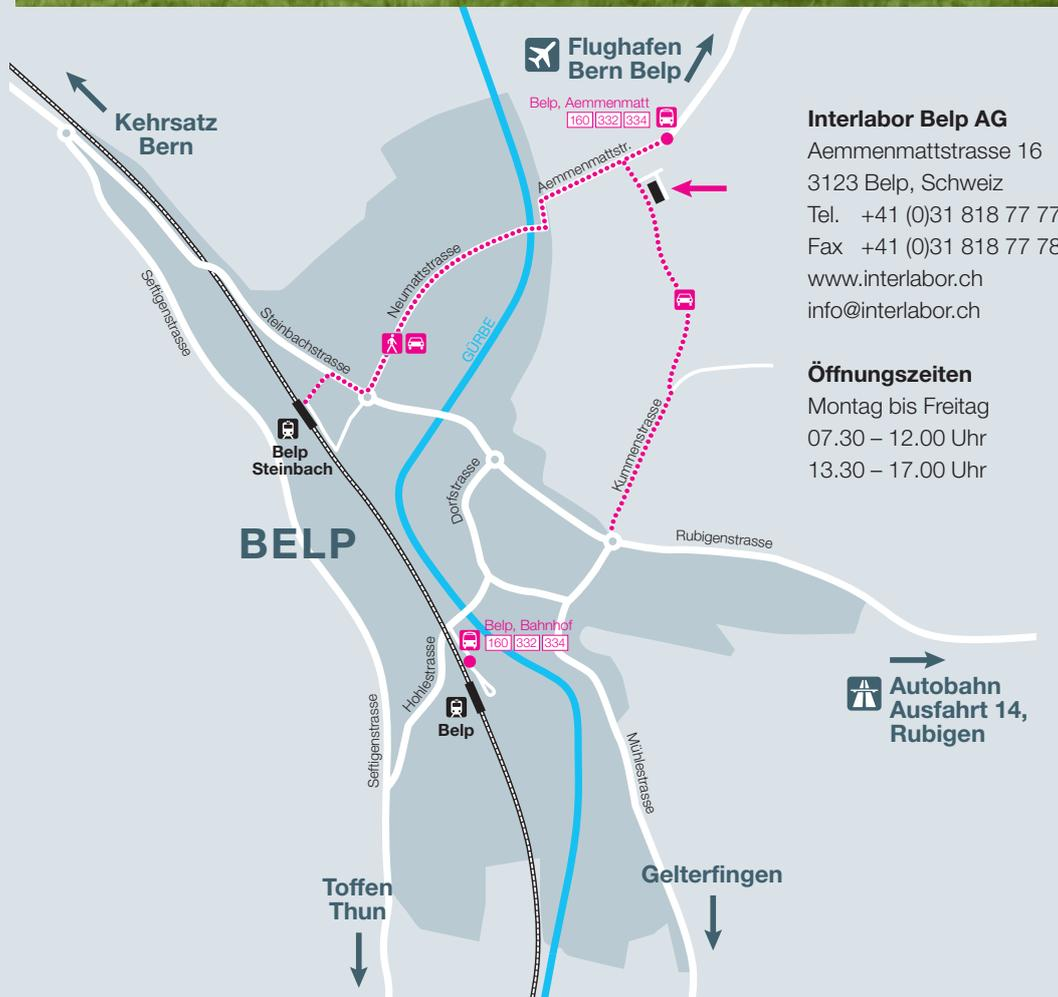 Flughafen
Bern Belp
Belp, Aemmenmatt
160 332 334
Kehrsatz
Bern
Aemmenmattstr.
Interlabor Belp AG
Aemmenmattstrasse 16
3123 Belp, Schweiz
Tel. +41 (0)31 818 77 77
Fax +41 (0)31 818 77 78
www.interlabor.ch
info@interlabor.ch
Öffnungszeiten
Montag bis Freitag
07.30 – 12.00 Uhr
13.30 – 17.00 Uhr
Neumattstrasse
Seftigenstrasse
Steinbachstrasse
GÜRBE
Belp
Steinbach
Kummenstrasse
Dorfstrasse
BELP
Rubigenstrasse
Belp, Bahnhof
160 332 334
Hohlestrasse
Belp
Seftigenstrasse
Autobahn
Ausfahrt 14,
Rubigen
Mühlestrasse
Toffen
Thun
Gelterfingen